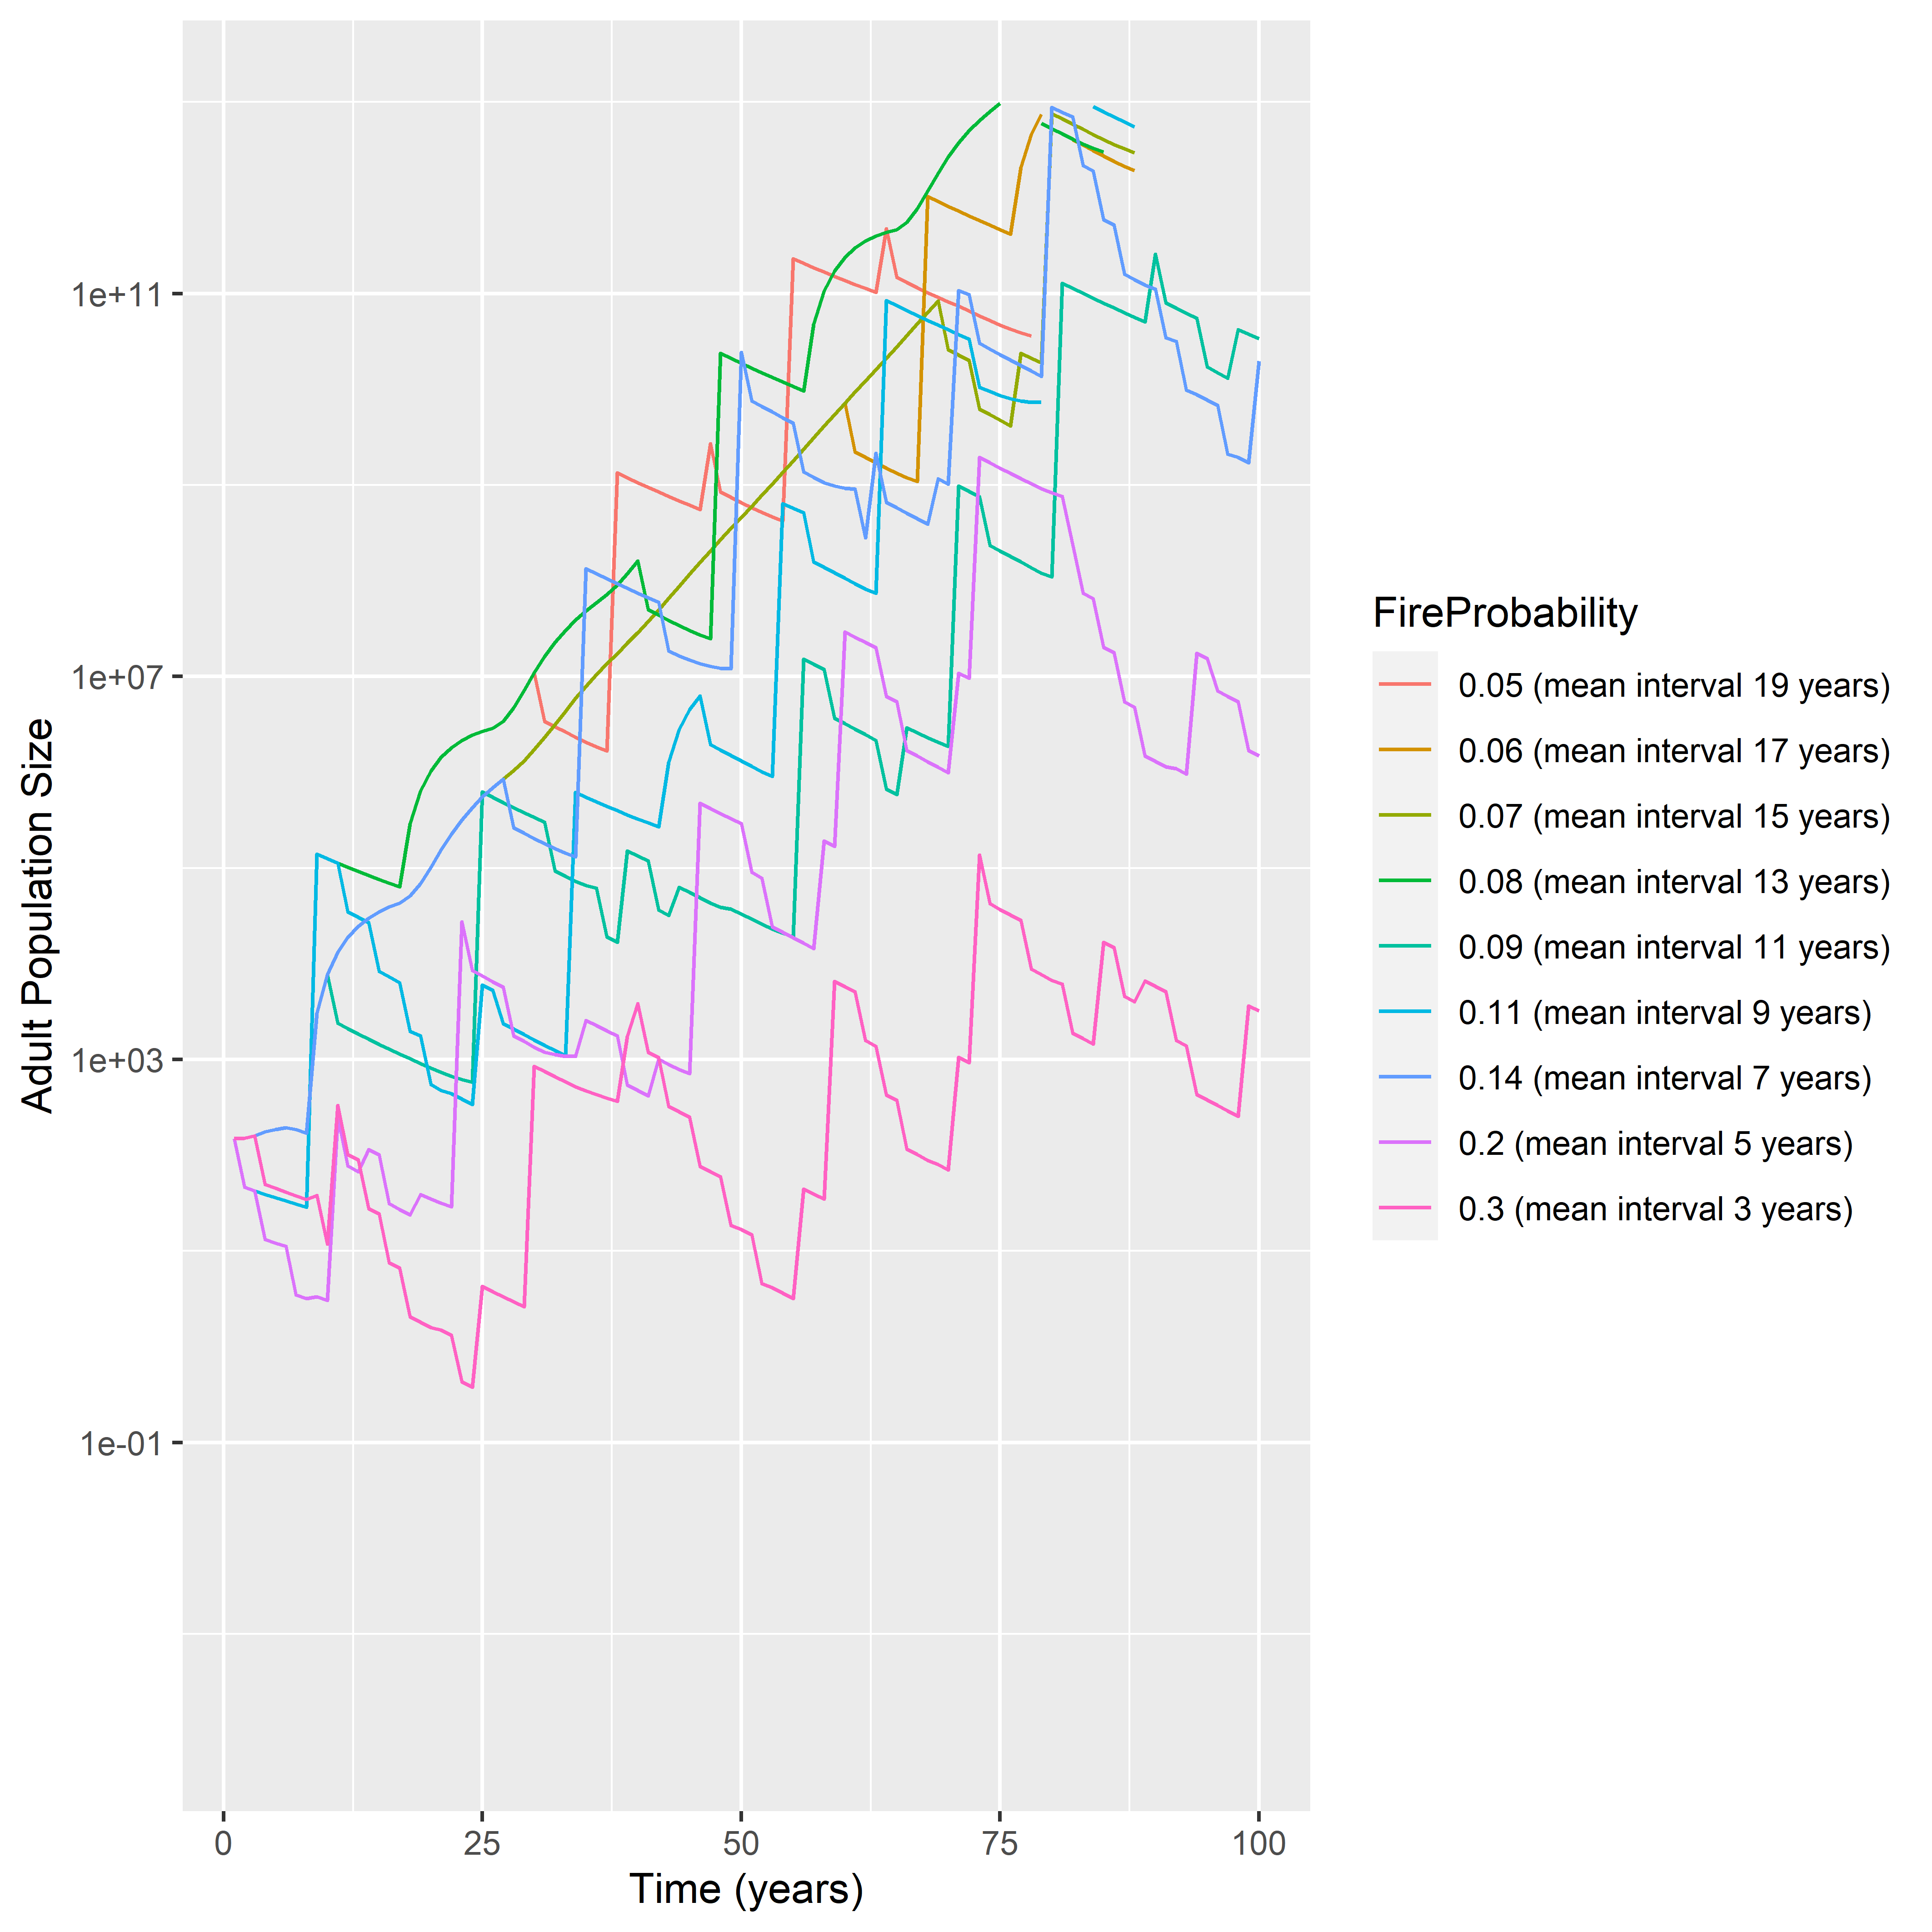 Adult Population Size
1e+11
1e+07
1e+03
1e-01
0 25 50 75 100
Time (years)
FireProbability
0.05 (mean interval 19 years)
0.06 (mean interval 17 years)
0.07 (mean interval 15 years)
0.08 (mean interval 13 years)
0.09 (mean interval 11 years)
0.11 (mean interval 9 years)
0.14 (mean interval 7 years)
0.2 (mean interval 5 years)
0.3 (mean interval 3 years)